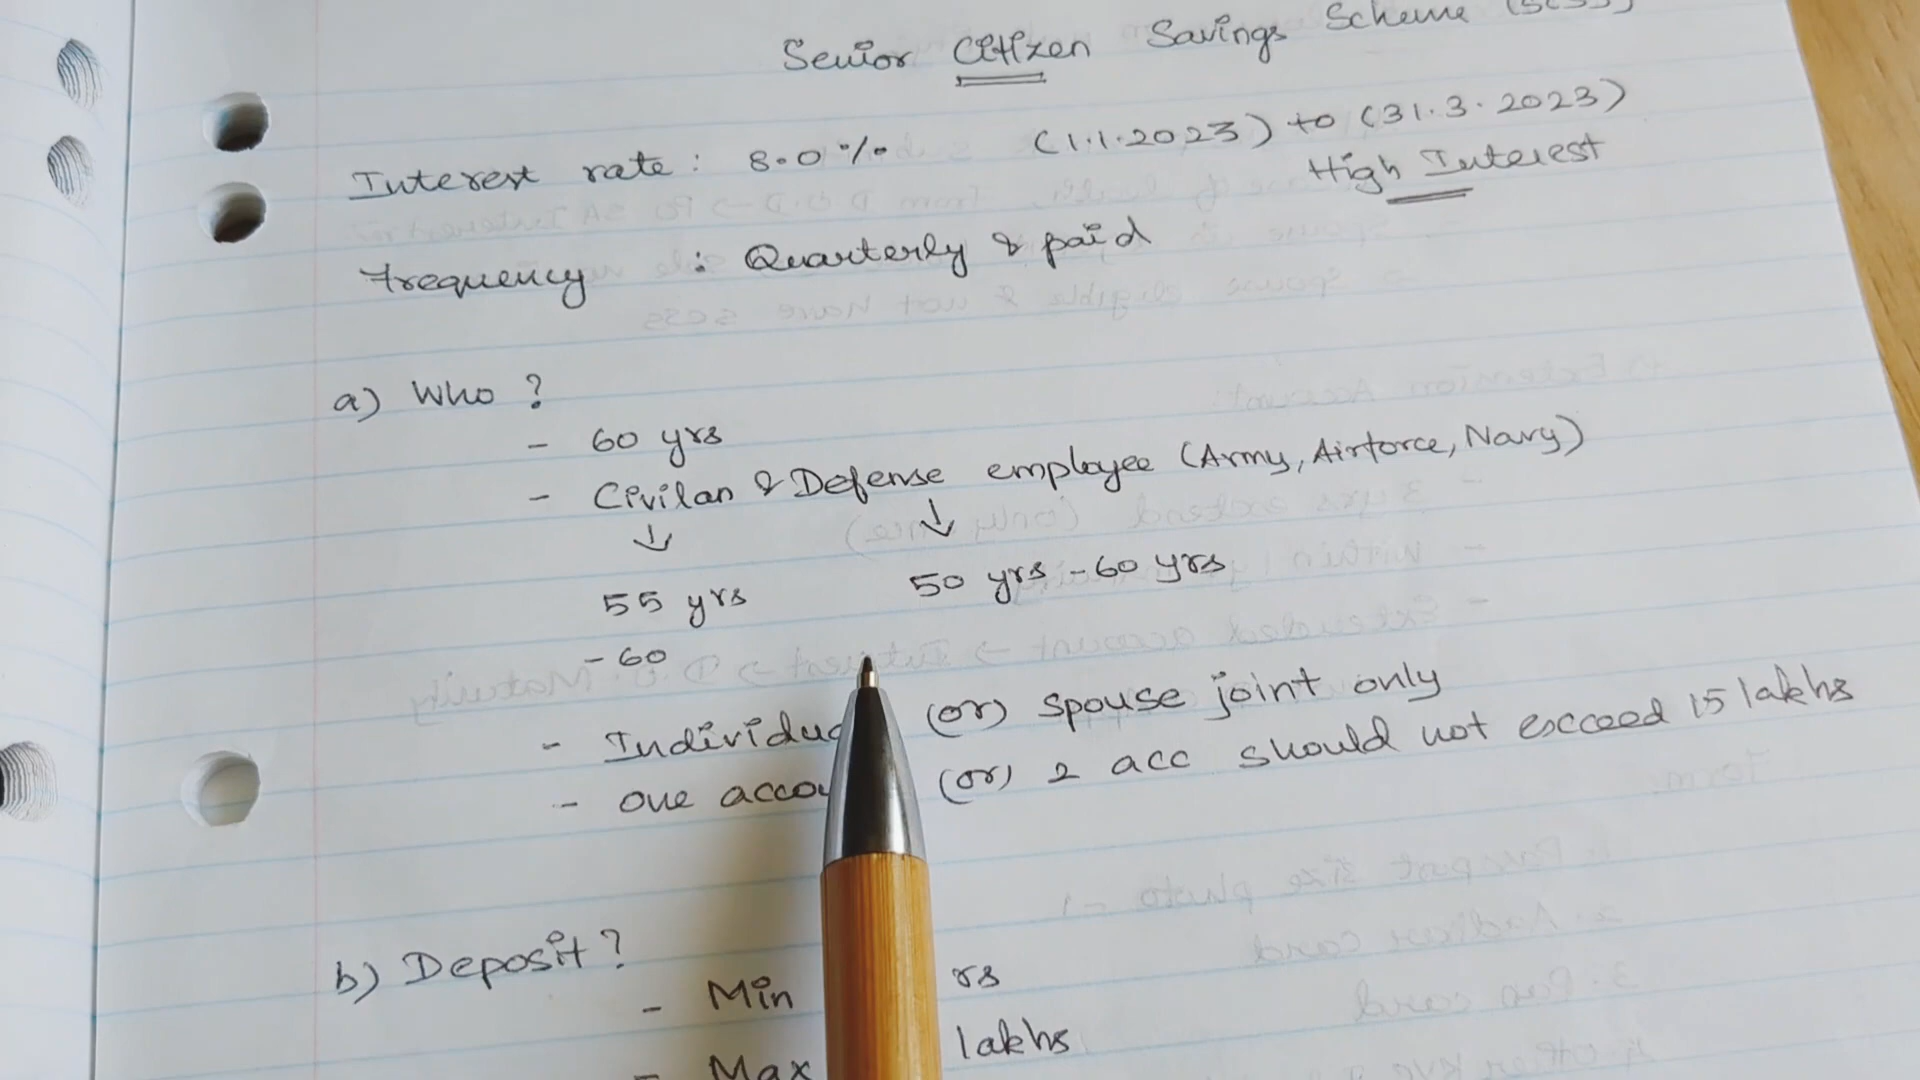 Senior Citizen Savings Scheme (SCSS)
Interest rate : 8.0% (1.1.2023) to (31.3.2023)
High Interest
Frequency : Quarterly & paid
a) Who ?
- 60 yrs
- Civilan & Defense employee (Army, Airforce, Navy)
↓ ↓
55 yrs 50 yrs - 60 yrs
- 60
- (or) spouse joint only
- one (or) 2 acc should not exceed 15 lakhs
b) Deposit ?
- Min rs
- Max lakhs